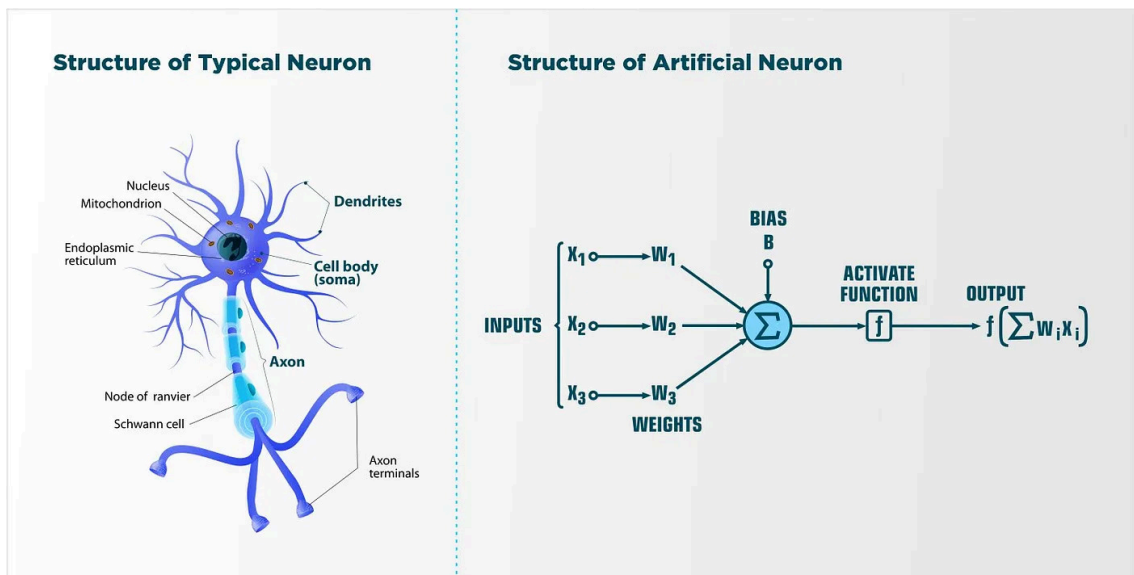 Structure of Typical Neuron
Nucleus
Mitochondrion
Endoplasmic
reticulum
Dendrites
Cell body
(soma)
Axon
Node of ranvier
Schwann cell
Axon
terminals
Structure of Artificial Neuron
BIAS
B
INPUTS
X1 W1
X2 W2
X3 W3
WEIGHTS
Σ
ACTIVATE
FUNCTION
f
OUTPUT
f(Σ WiXi)